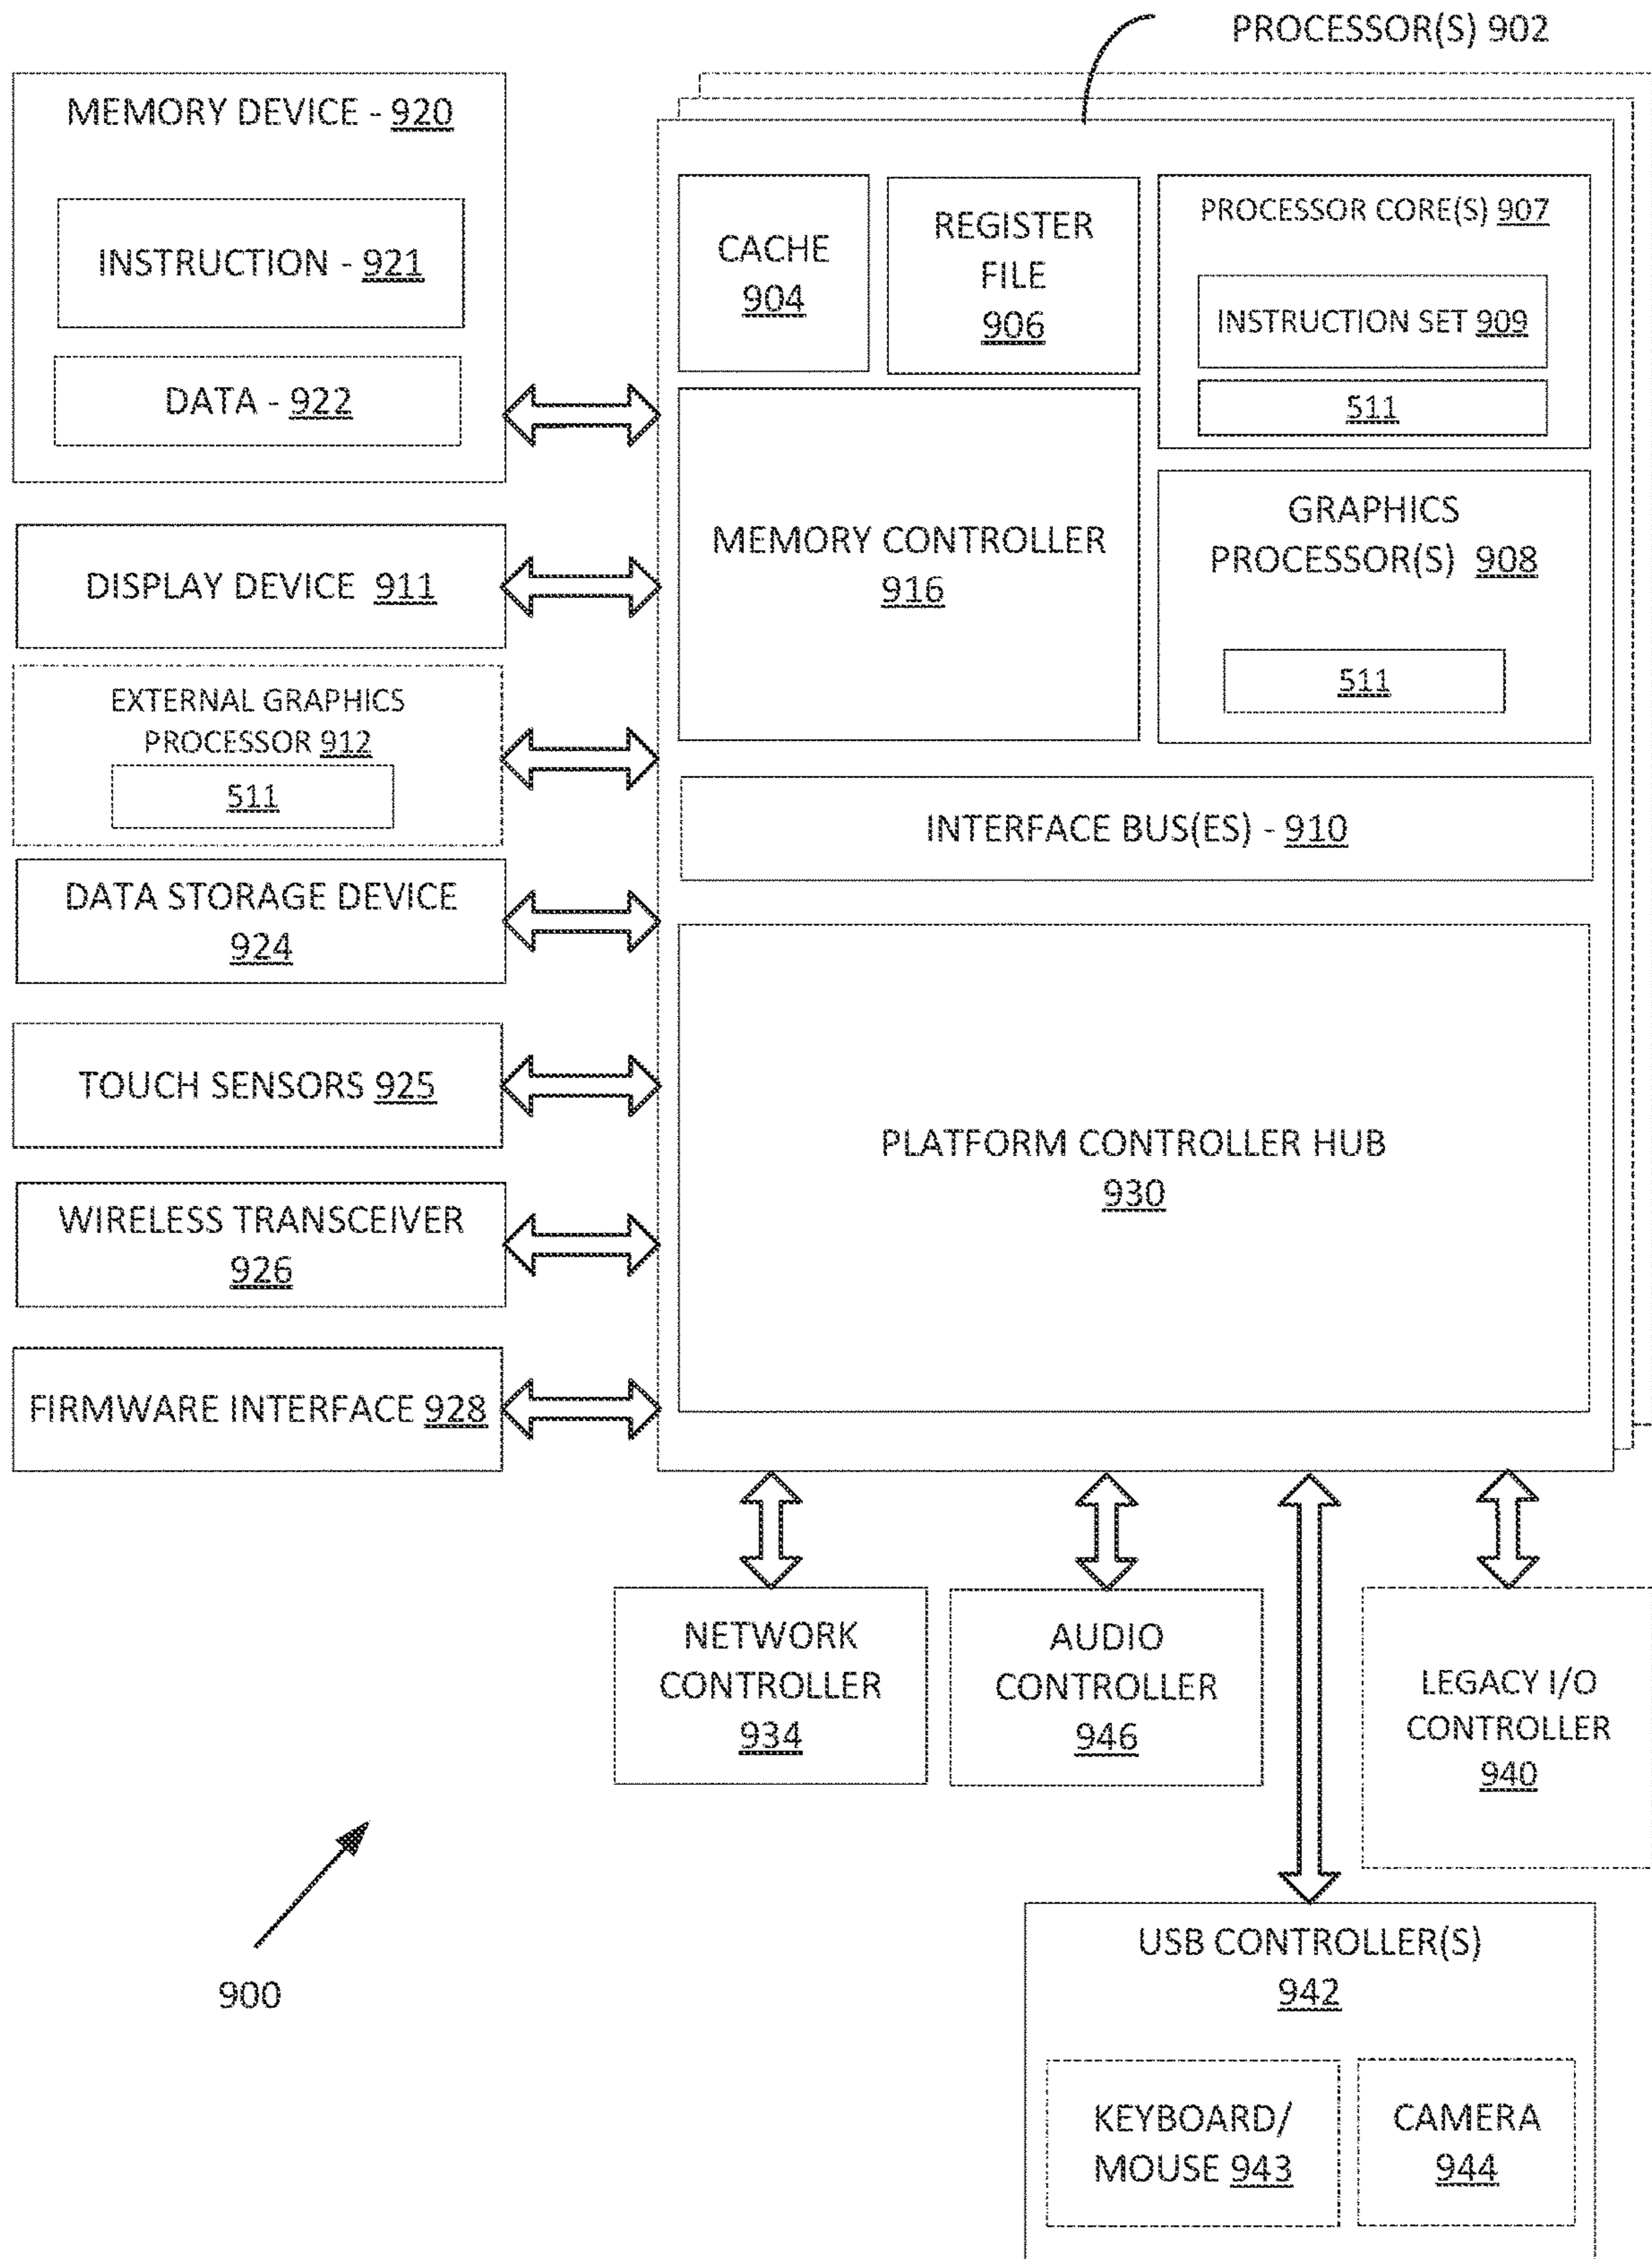 PROCESSOR(S) 902
MEMORY DEVICE - 920
INSTRUCTION - 921
DATA - 922
DISPLAY DEVICE 911
EXTERNAL GRAPHICS
PROCESSOR 912
511
DATA STORAGE DEVICE
924
TOUCH SENSORS 925
WIRELESS TRANSCEIVER
926
FIRMWARE INTERFACE 928
CACHE
904
REGISTER
FILE
906
PROCESSOR CORE(S) 907
INSTRUCTION SET 909
511
MEMORY CONTROLLER
916
GRAPHICS
PROCESSOR(S) 908
511
INTERFACE BUS(ES) - 910
PLATFORM CONTROLLER HUB
930
NETWORK
CONTROLLER
934
AUDIO
CONTROLLER
946
LEGACY I/O
CONTROLLER
940
USB CONTROLLER(S)
942
KEYBOARD/
MOUSE 943
CAMERA
944
900